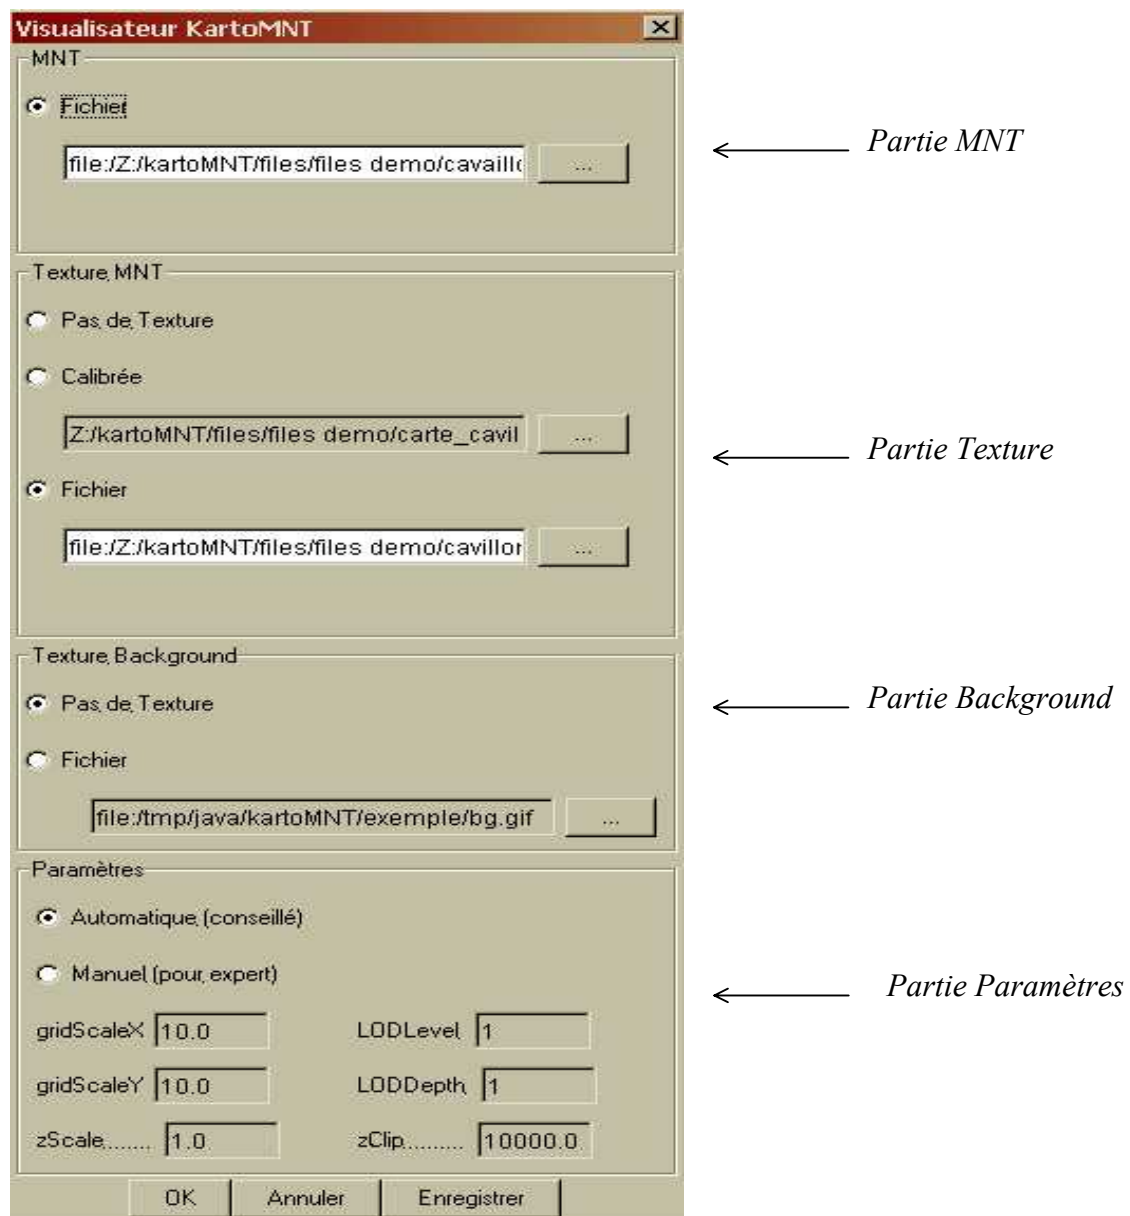 Visualisateur KartoMNT
MNT
Fichier
file:/Z:/kartoMNT/files/files demo/cavaill ...
Partie MNT
Texture MNT
Pas de Texture
Calibrée
Z:/kartoMNT/files/files demo/carte_cavil ...
Partie Texture
Fichier
file:/Z:/kartoMNT/files/files demo/cavillor ...
Texture Background
Pas de Texture
Partie Background
Fichier
file:/tmp/java/kartoMNT/exemple/bg.gif ...
Paramètres
Automatique (conseillé)
Manuel (pour expert)
Partie Paramètres
gridScaleX 10.0 LODLevel 1
gridScaleY 10.0 LODDepth 1
zScale........ 1.0 zClip.......... 10000.0
OK Annuler Enregistrer